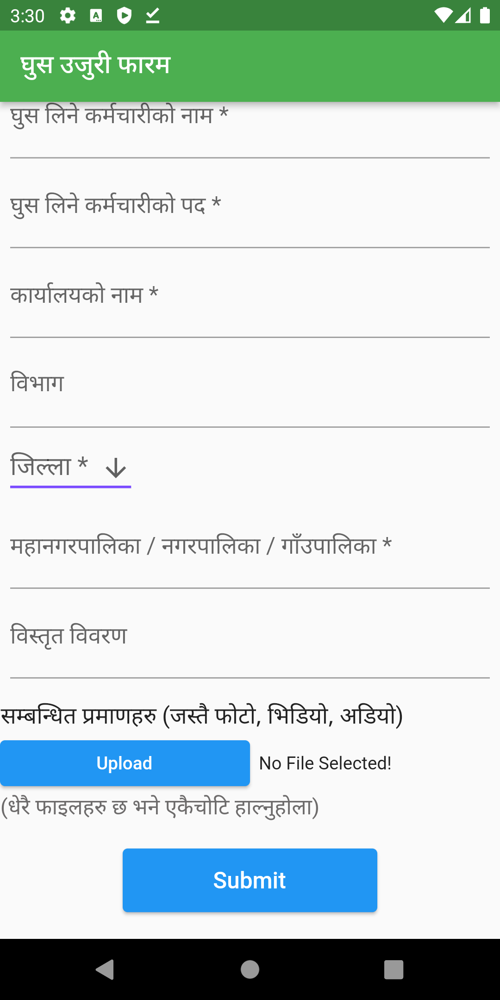 3:30
घुस उजुरी फारम
घुस लिने कर्मचारीको नाम *
घुस लिने कर्मचारीको पद *
कार्यालयको नाम *
विभाग
जिल्ला *
महानगरपालिका / नगरपालिका / गाँउपालिका *
विस्तृत विवरण
सम्बन्धित प्रमाणहरु (जस्तै फोटो, भिडियो, अडियो)
Upload No File Selected!
(धेरै फाइलहरु छ भने एकैचोटि हाल्नुहोला)
Submit